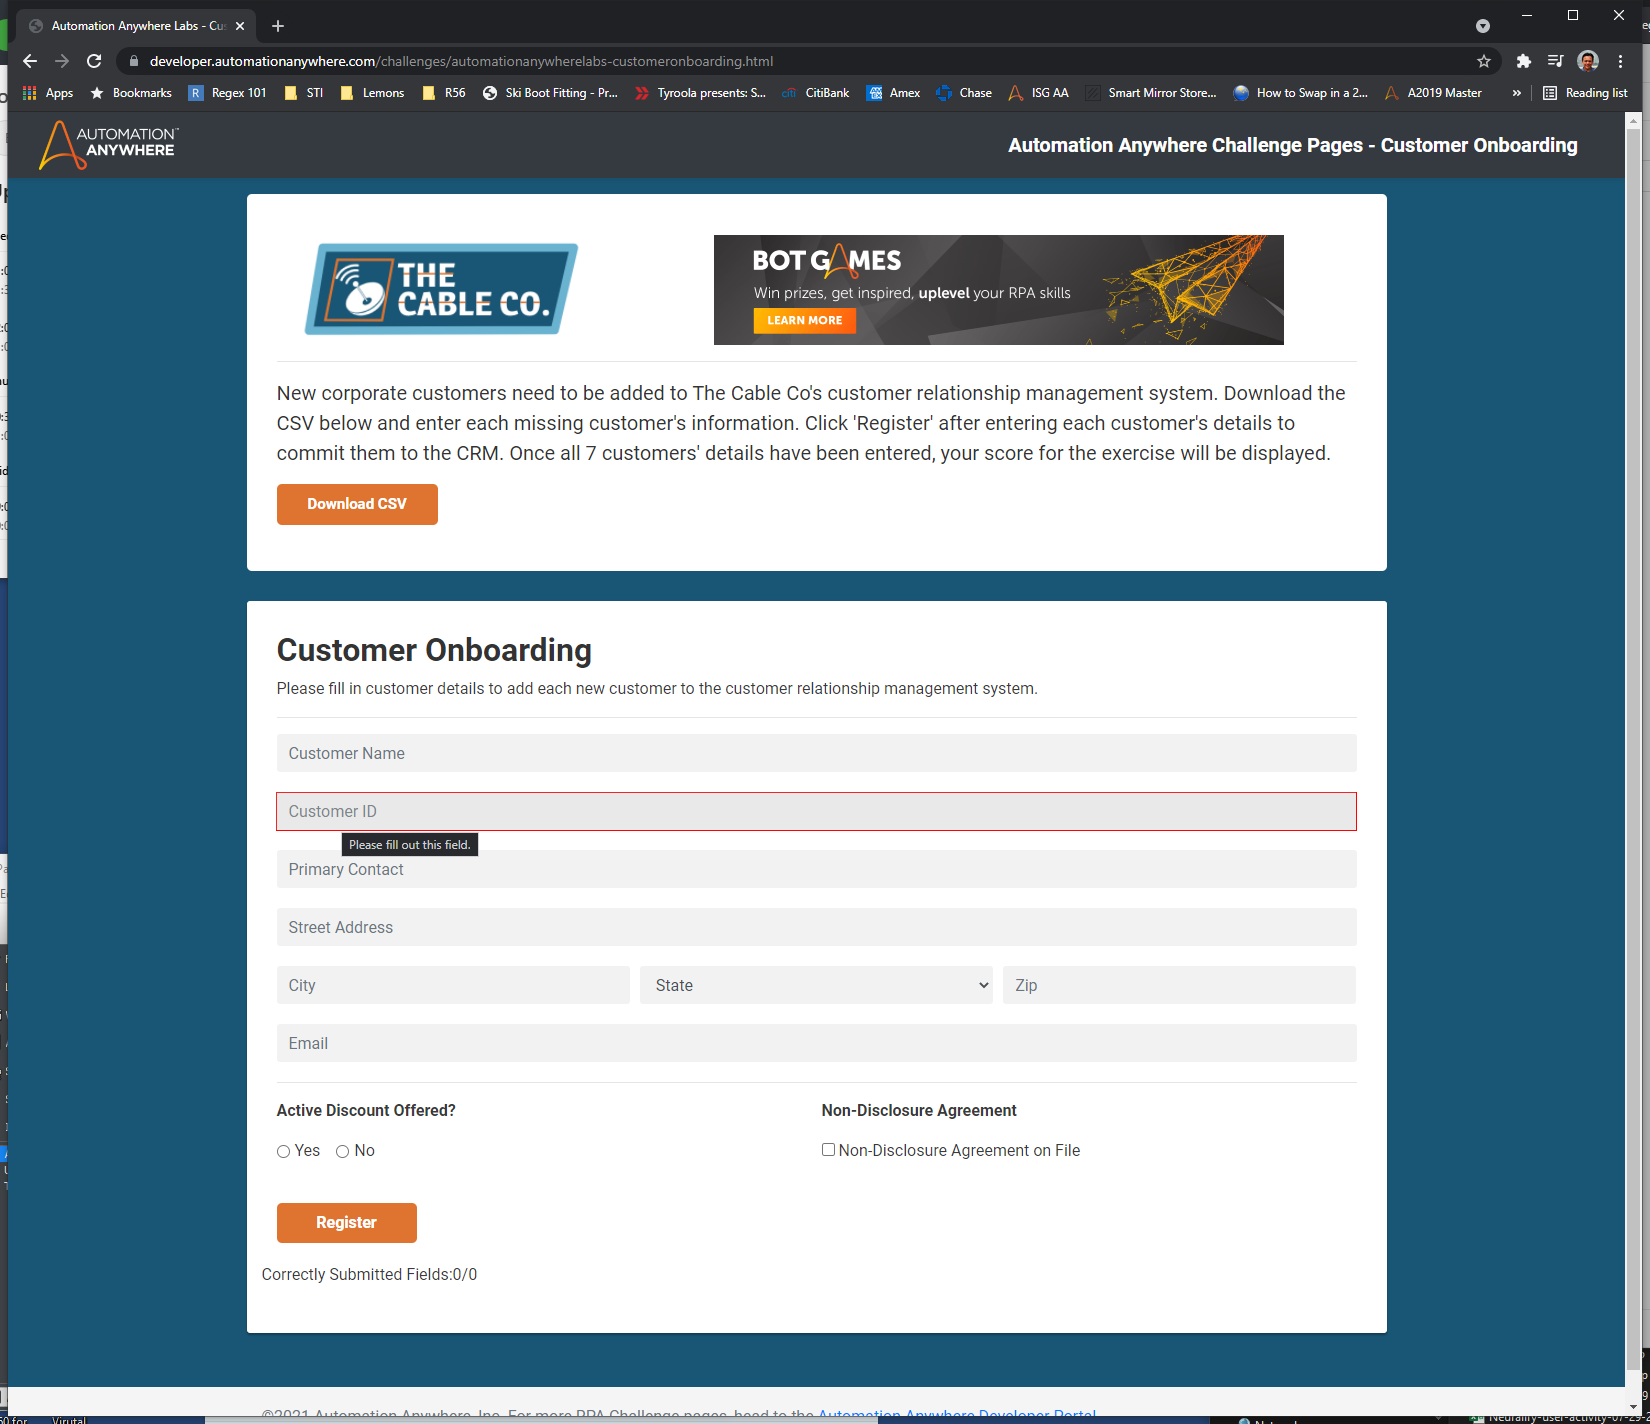 Automation Anywhere Labs - Cus
developer.automationanywhere.com/challenges/automationanywherelabs-customeronboarding.html
Apps Bookmarks R Regex 101 STI Lemons R56 Ski Boot Fitting - Pr... Tyroola presents: S... citi CitiBank Amex Chase ISG AA Smart Mirror Store... How to Swap in a 2... A2019 Master » Reading list
AUTOMATION ANYWHERE
Automation Anywhere Challenge Pages - Customer Onboarding
THE
CABLE CO.
BOT GAMES
Win prizes, get inspired, uplevel your RPA skills
LEARN MORE
New corporate customers need to be added to The Cable Co's customer relationship management system. Download the
CSV below and enter each missing customer's information. Click 'Register' after entering each customer's details to
commit them to the CRM. Once all 7 customers' details have been entered, your score for the exercise will be displayed.
Download CSV
Customer Onboarding
Please fill in customer details to add each new customer to the customer relationship management system.
Customer Name
Customer ID
Please fill out this field.
Primary Contact
Street Address
City State Zip
Email
Active Discount Offered? Non-Disclosure Agreement
Yes No Non-Disclosure Agreement on File
Register
Correctly Submitted Fields:0/0
©2021 Automation Anywhere, Inc. For more RPA Challenge pages, head to the Automation Anywhere Developer Portal